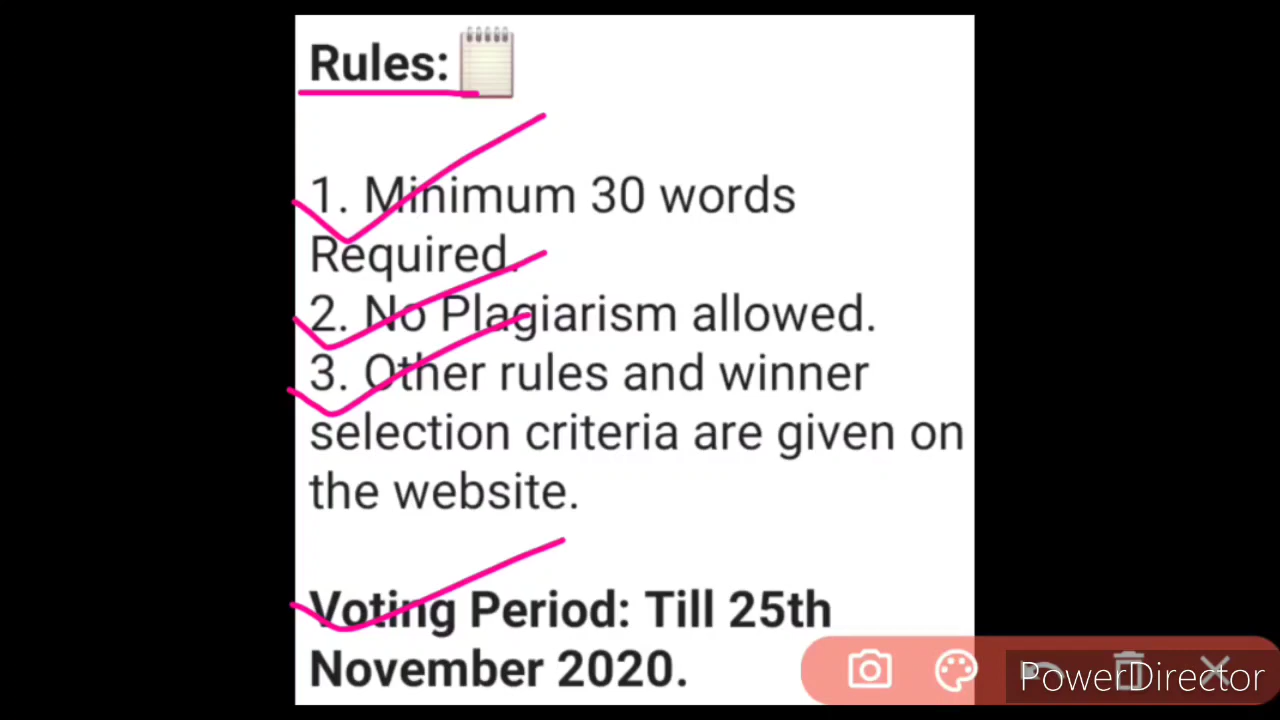 Rules:
1. Minimum 30 words
Required.
2. No Plagiarism allowed.
3. Other rules and winner
selection criteria are given on
the website.
Voting Period: Till 25th
November 2020.
PowerDirector